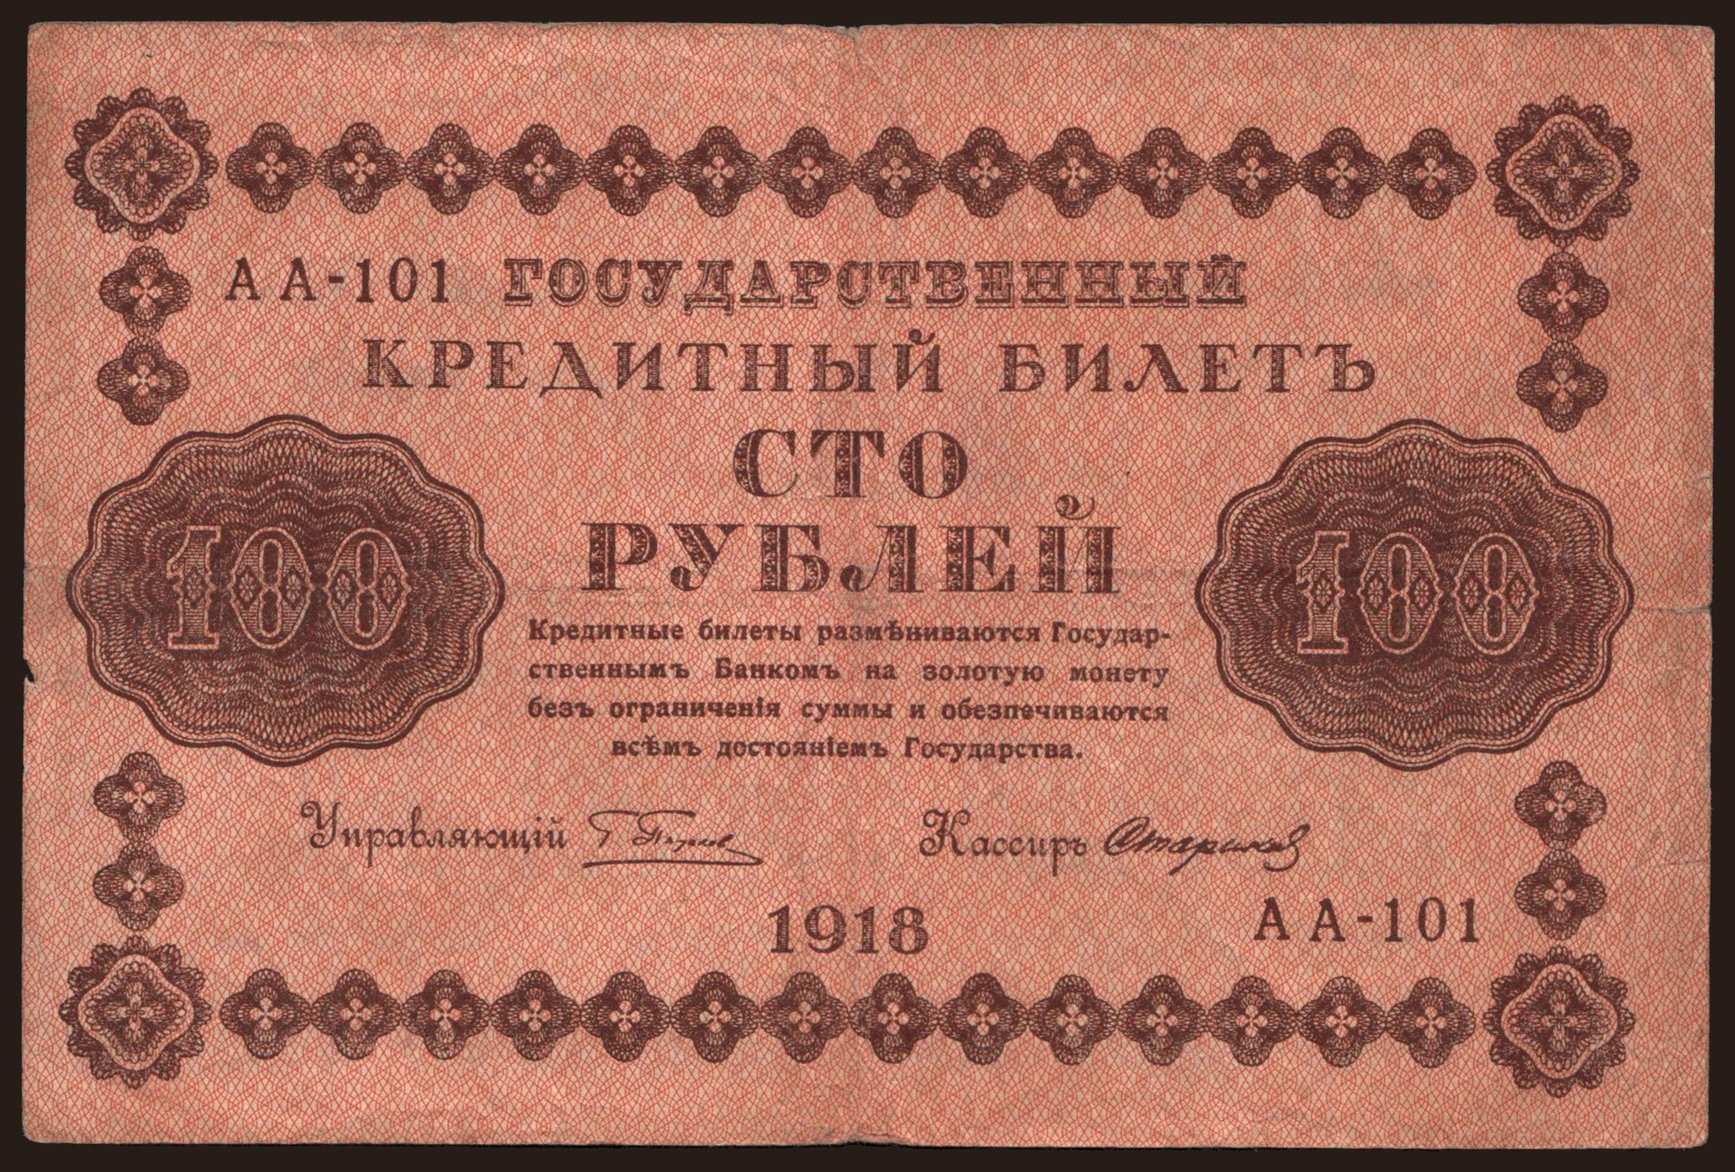 АА-101 ГОСУДАРСТВЕННЫЙ
КРЕДИТНЫЙ БИЛЕТЪ
СТО
РУБЛЕЙ
100
100
Кредитные билеты размѣниваются Государ-
ственнымъ Банкомъ на золотую монету
безъ ограниченія суммы и обезпечиваются
всѣмъ достояніемъ Государства.
Управляющій
Кассиръ
1918
АА-101